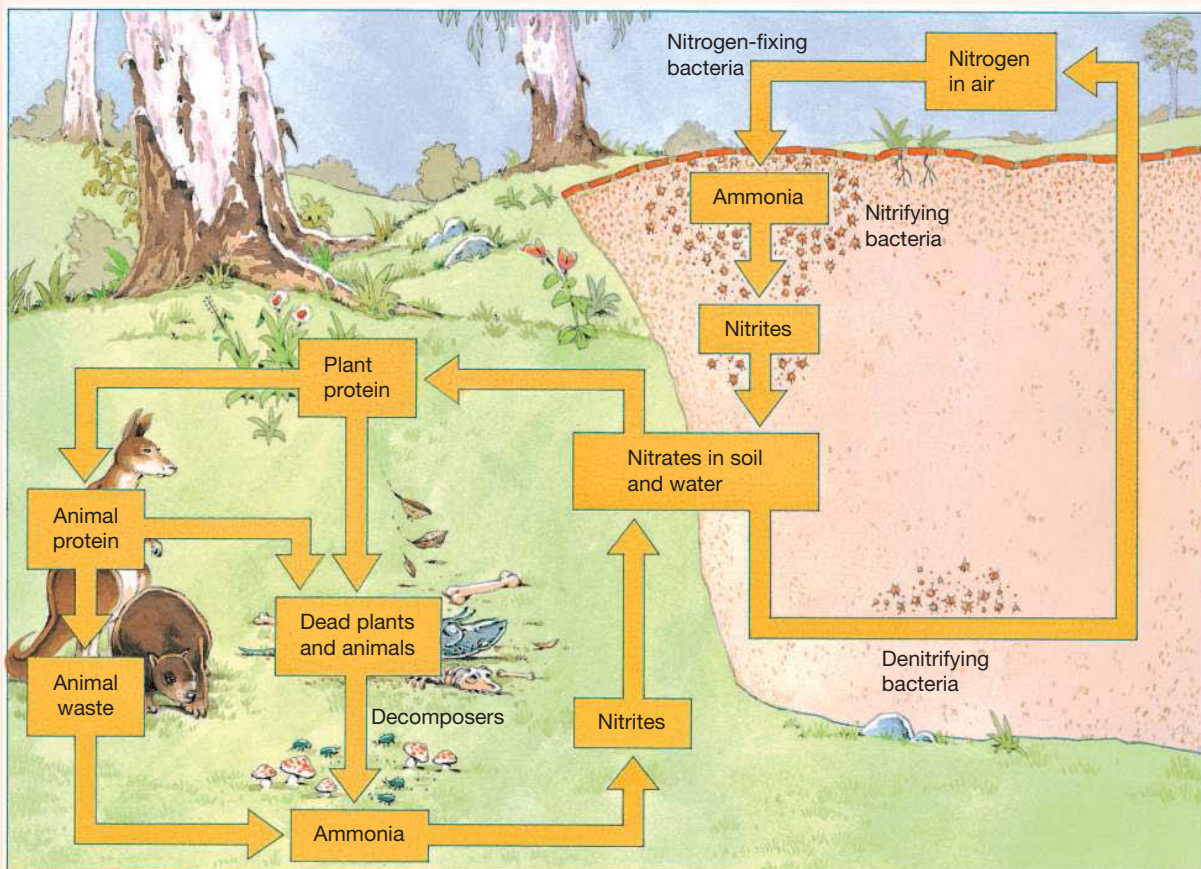 Nitrogen-fixing
bacteria
Nitrogen
in air
Ammonia
Nitrifying
bacteria
Nitrites
Plant
protein
Nitrates in soil
and water
Animal
protein
Dead plants
and animals
Denitrifying
bacteria
Animal
waste
Decomposers
Nitrites
Ammonia